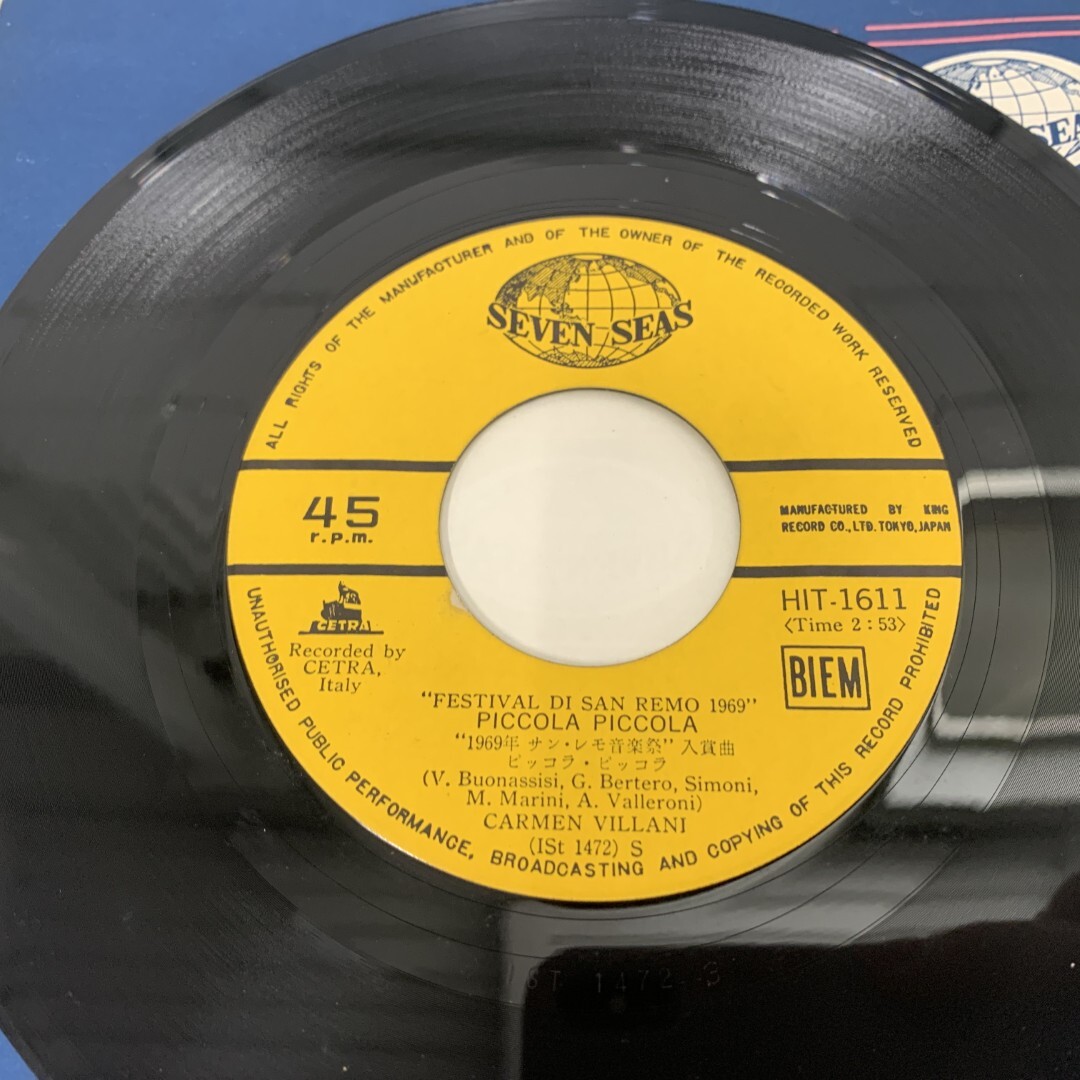 SEA
ALL RIGHTS OF THE MANUFACTURER AND OF THE OWNER OF THE RECORDED WORK RESERVED
SEVEN SEAS
45
r.p.m.
MANUFACTURED BY KING
RECORD CO., LTD. TOKYO, JAPAN
CETRA
Recorded by
CETRA,
Italy
HIT-1611
〈Time 2 : 53〉
BIEM
"FESTIVAL DI SAN REMO 1969"
PICCOLA PICCOLA
"1969年 サン・レモ音楽祭" 入賞曲
ピッコラ・ピッコラ
(V. Buonassisi, G. Bertero, Simoni,
M. Marini, A. Valleroni)
CARMEN VILLANI
(ISt 1472) S
UNAUTHORISED PUBLIC PERFORMANCE, BROADCASTING AND COPYING OF THIS RECORD PROHIBITED
ST 1472 S